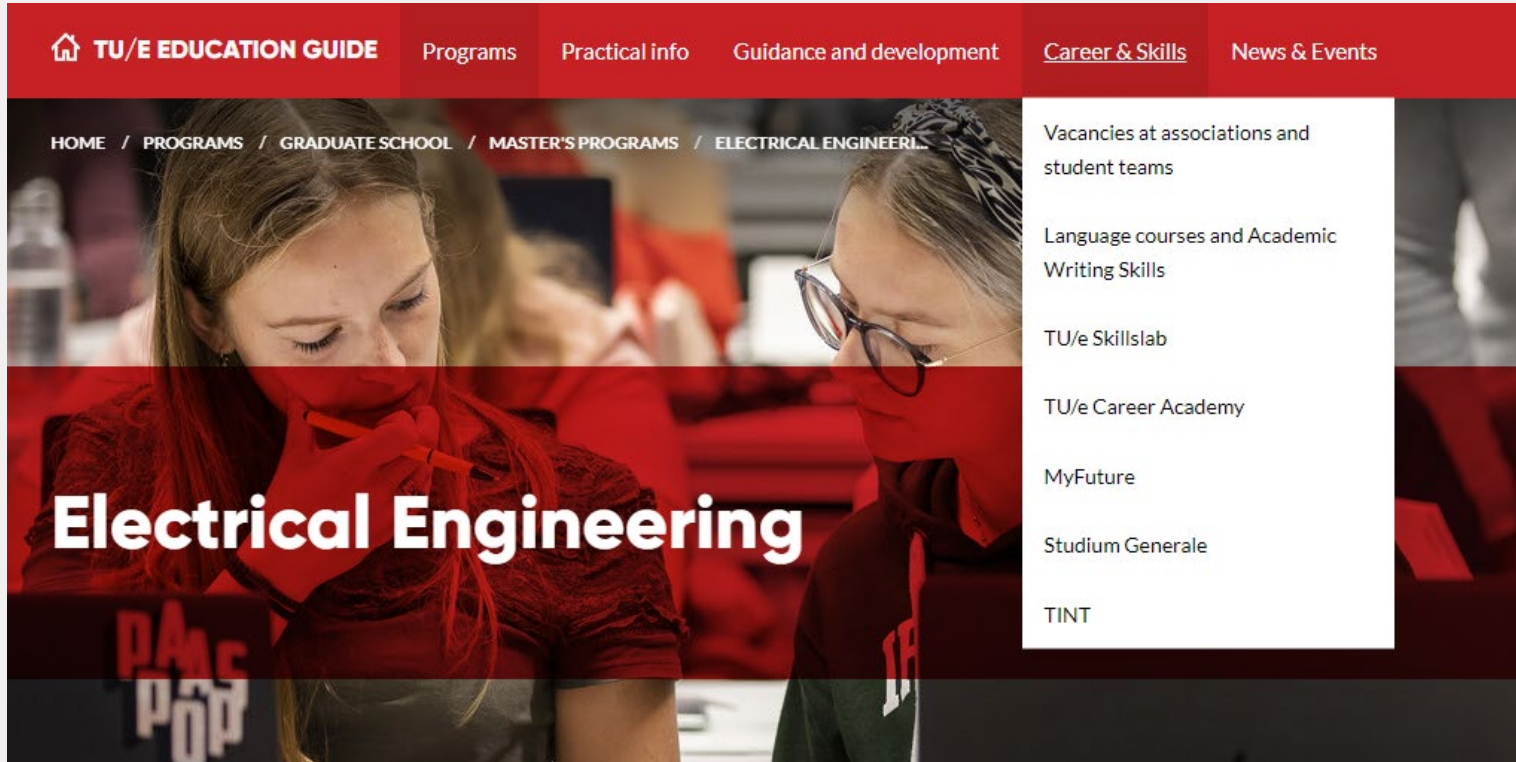 TU/E EDUCATION GUIDE Programs Practical info Guidance and development Career & Skills News & Events
HOME / PROGRAMS / GRADUATE SCHOOL / MASTER'S PROGRAMS / ELECTRICAL ENGINEERI...
Vacancies at associations and
student teams
Language courses and Academic
Writing Skills
TU/e Skillslab
TU/e Career Academy
MyFuture
Studium Generale
TINT
Electrical Engineering
PAAS
POP